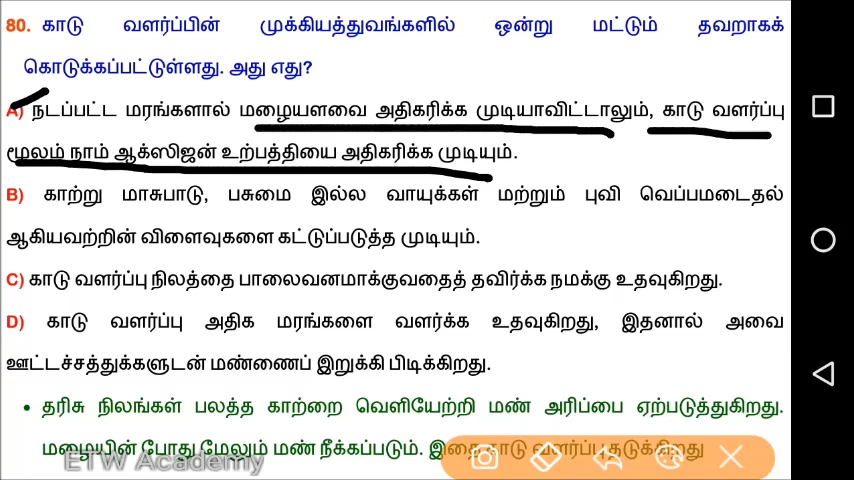 80. காடு வளர்ப்பின் முக்கியத்துவங்களில் ஒன்று மட்டும் தவறாகக்
கொடுக்கப்பட்டுள்ளது. அது எது?
A) நடப்பட்ட மரங்களால் மழையளவை அதிகரிக்க முடியாவிட்டாலும், காடு வளர்ப்பு
மூலம் நாம் ஆக்ஸிஜன் உற்பத்தியை அதிகரிக்க முடியும்.
B) காற்று மாசுபாடு, பசுமை இல்ல வாயுக்கள் மற்றும் புவி வெப்பமடைதல்
ஆகியவற்றின் விளைவுகளை கட்டுப்படுத்த முடியும்.
C) காடு வளர்ப்பு நிலத்தை பாலைவனமாக்குவதைத் தவிர்க்க நமக்கு உதவுகிறது.
D) காடு வளர்ப்பு அதிக மரங்களை வளர்க்க உதவுகிறது, இதனால் அவை
ஊட்டச்சத்துக்களுடன் மண்ணைப் இறுக்கி பிடிக்கிறது.
• தரிசு நிலங்கள் பலத்த காற்றை வெளியேற்றி மண் அரிப்பை ஏற்படுத்துகிறது.
மழையின் போது மேலும் மண் நீக்கப்படும். இதை காடு வளர்ப்பு தடுக்கிறது
ETW Academy